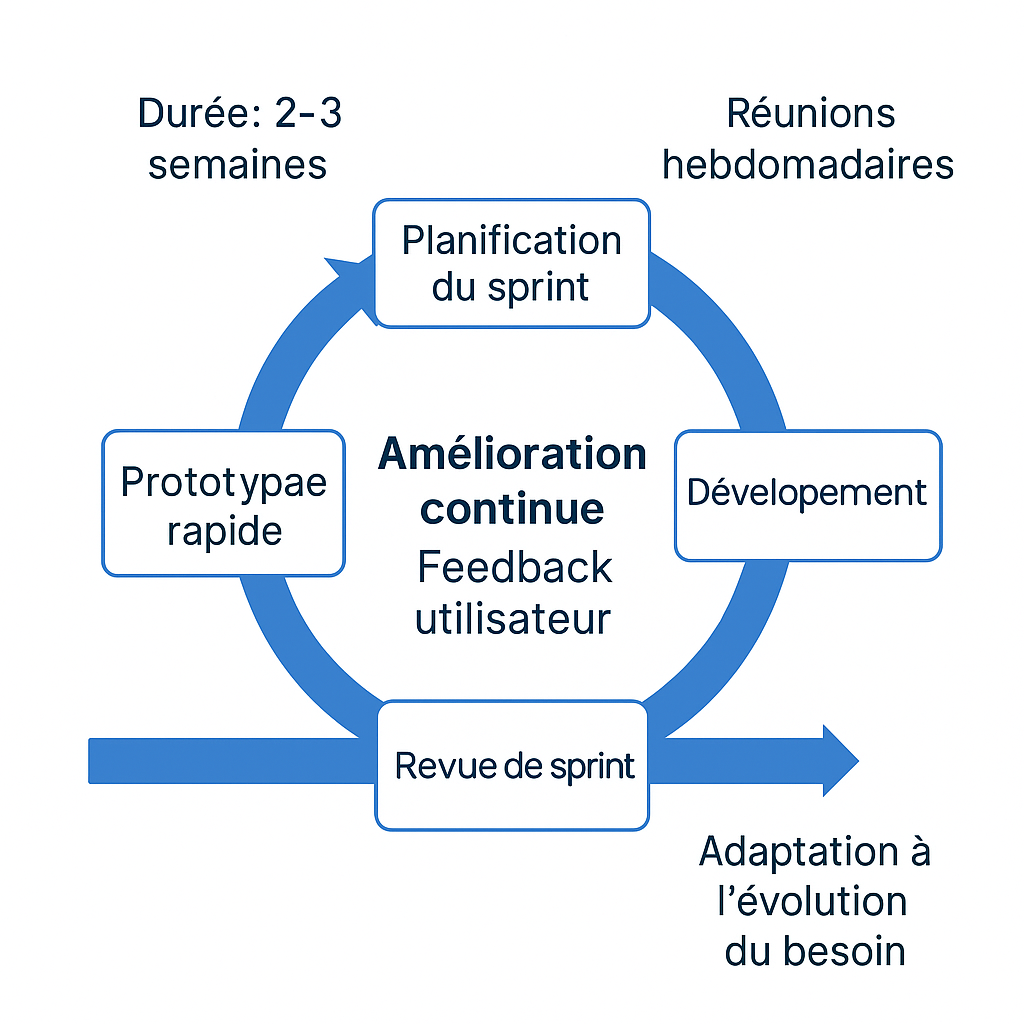 Durée: 2-3
semaines
Réunions
hebdomadaires
Planification
du sprint
Prototypae
rapide
Amélioration
continue
Feedback
utilisateur
Dévelopement
Revue de sprint
Adaptation à
l'évolution
du besoin